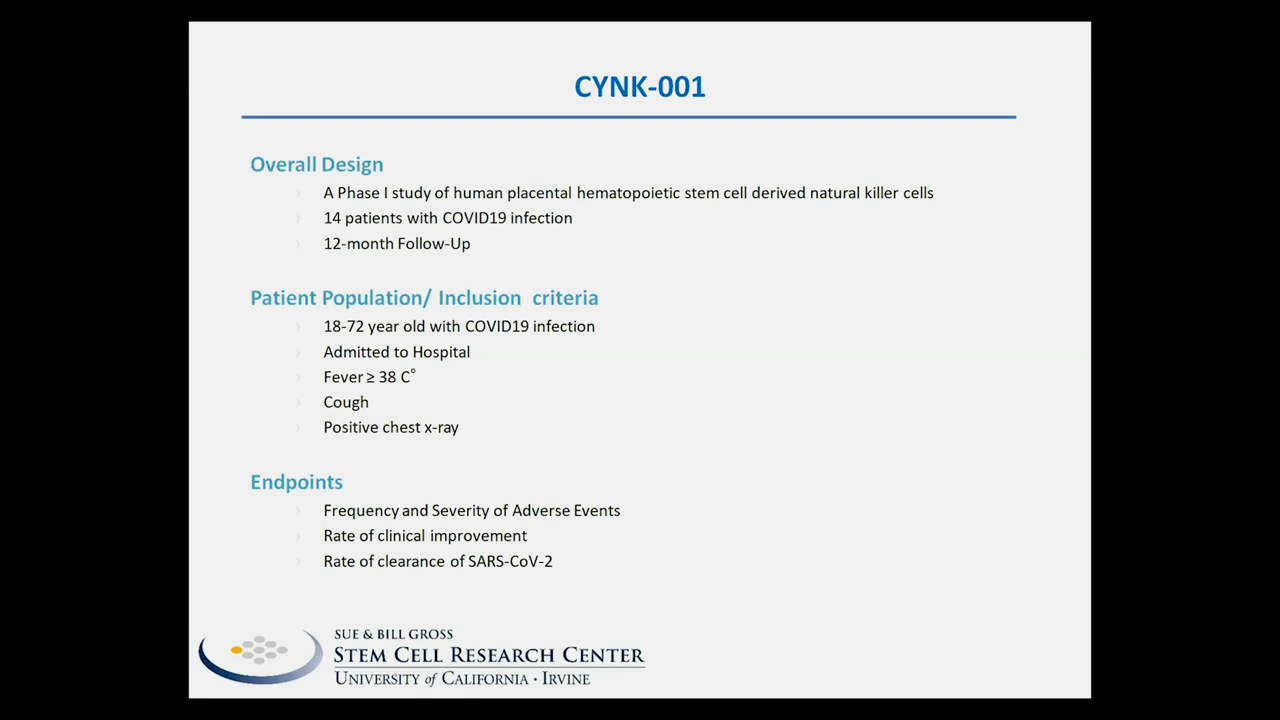 CYNK-001
Overall Design
A Phase I study of human placental hematopoietic stem cell derived natural killer cells
14 patients with COVID19 infection
12-month Follow-Up
Patient Population/ Inclusion criteria
18-72 year old with COVID19 infection
Admitted to Hospital
Fever ≥ 38 C°
Cough
Positive chest x-ray
Endpoints
Frequency and Severity of Adverse Events
Rate of clinical improvement
Rate of clearance of SARS-CoV-2
SUE & BILL GROSS
STEM CELL RESEARCH CENTER
UNIVERSITY of CALIFORNIA · IRVINE